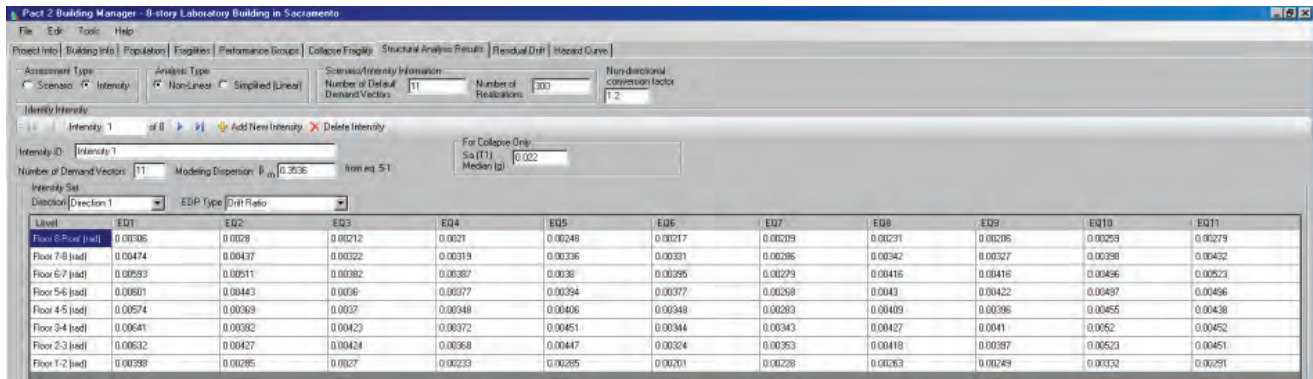 Pact 2 Building Manager - 8-story Laboratory Building in Sacramento
File Edit Tools Help
Project Info Building Info Population Fragilities Performance Groups Collapse Fragility Structural Analysis Results Residual Drift Hazard Curve
Assessment Type Analysis Type Scenario/Intensity Information Non-directional
Scenario Intensity Non-Linear Simplified (Linear) Number of Default 11 Number of 300 conversion factor
Demand Vectors Realizations 1.2
Identify Intensity
Intensity 1 of 8 Add New Intensity Delete Intensity
For Collapse Only
Intensity ID Intensity 1 Sa (T1) 0.022
Median (g)
Number of Demand Vectors 11 Modeling Dispersion β m 0.3536 from eq. 5-1
Intensity Set
Direction Direction 1 EDP Type Drift Ratio
Level EQ1 EQ2 EQ3 EQ4 EQ5 EQ6 EQ7 EQ8 EQ9 EQ10 EQ11
Floor 8-Roof (rad) 0.00306 0.0029 0.00212 0.0021 0.00248 0.00217 0.00209 0.00231 0.00206 0.00259 0.00279
Floor 7-8 (rad) 0.00474 0.00437 0.00322 0.00319 0.00336 0.00331 0.00286 0.00342 0.00327 0.00398 0.00432
Floor 6-7 (rad) 0.00593 0.00511 0.00382 0.00387 0.0038 0.00395 0.00279 0.00416 0.00416 0.00496 0.00523
Floor 5-6 (rad) 0.00601 0.00443 0.0036 0.00377 0.00394 0.00377 0.00268 0.0043 0.00422 0.00497 0.00496
Floor 4-5 (rad) 0.00574 0.00369 0.0037 0.00348 0.00406 0.00348 0.00283 0.00409 0.00396 0.00455 0.00438
Floor 3-4 (rad) 0.00641 0.00392 0.00423 0.00372 0.00451 0.00344 0.00343 0.00427 0.0041 0.0052 0.00452
Floor 2-3 (rad) 0.00632 0.00427 0.00424 0.00368 0.00447 0.00324 0.00353 0.00418 0.00397 0.00523 0.00451
Floor 1-2 (rad) 0.00398 0.00285 0.0027 0.00233 0.00285 0.00201 0.00228 0.00263 0.00249 0.00332 0.00291